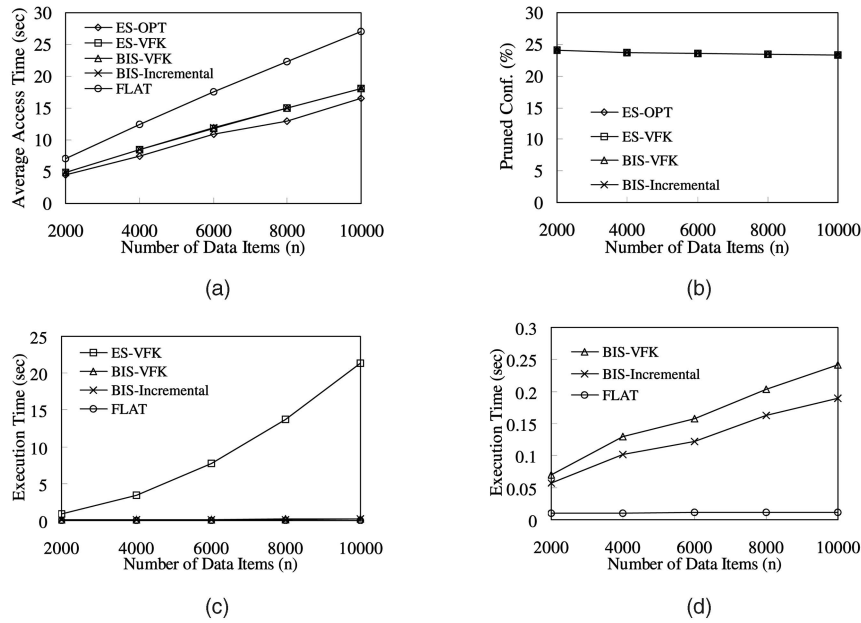 30
25
20
15
10
5
0
Average Access Time (sec)
ES-OPT
ES-VFK
BIS-VFK
BIS-Incremental
FLAT
2000 4000 6000 8000 10000
Number of Data Items (n)
(a)
30
25
20
15
10
5
0
Pruned Conf. (%)
ES-OPT
ES-VFK
BIS-VFK
BIS-Incremental
2000 4000 6000 8000 10000
Number of Data Items (n)
(b)
25
20
15
10
5
0
Execution Time (sec)
ES-VFK
BIS-VFK
BIS-Incremental
FLAT
2000 4000 6000 8000 10000
Number of Data Items (n)
(c)
0.3
0.25
0.2
0.15
0.1
0.05
0
Execution Time (sec)
BIS-VFK
BIS-Incremental
FLAT
2000 4000 6000 8000 10000
Number of Data Items (n)
(d)